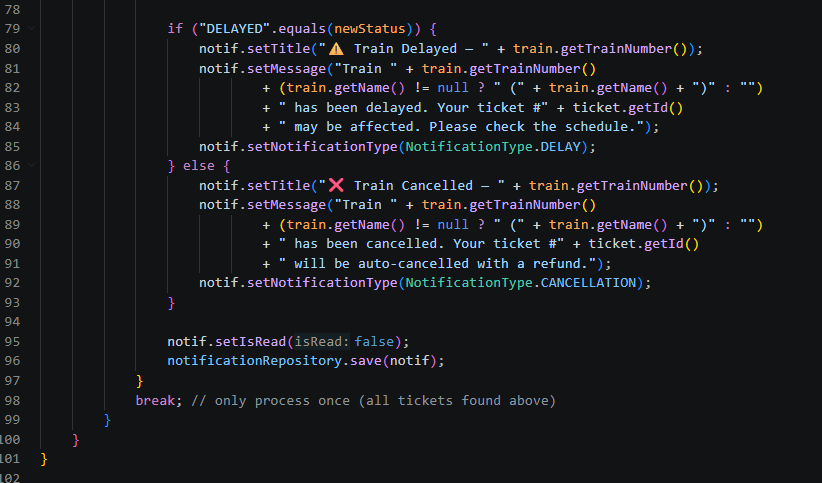 78
79 if ("DELAYED".equals(newStatus)) {
80 notif.setTitle("⚠️ Train Delayed — " + train.getTrainNumber());
81 notif.setMessage("Train " + train.getTrainNumber()
82 + (train.getName() != null ? " (" + train.getName() + ")" : "")
83 + " has been delayed. Your ticket #" + ticket.getId()
84 + " may be affected. Please check the schedule.");
85 notif.setNotificationType(NotificationType.DELAY);
86 } else {
87 notif.setTitle("❌ Train Cancelled — " + train.getTrainNumber());
88 notif.setMessage("Train " + train.getTrainNumber()
89 + (train.getName() != null ? " (" + train.getName() + ")" : "")
90 + " has been cancelled. Your ticket #" + ticket.getId()
91 + " will be auto-cancelled with a refund.");
92 notif.setNotificationType(NotificationType.CANCELLATION);
93 }
94
95 notif.setIsRead(isRead: false);
96 notificationRepository.save(notif);
97 }
98 break; // only process once (all tickets found above)
99 }
100 }
101 }
102